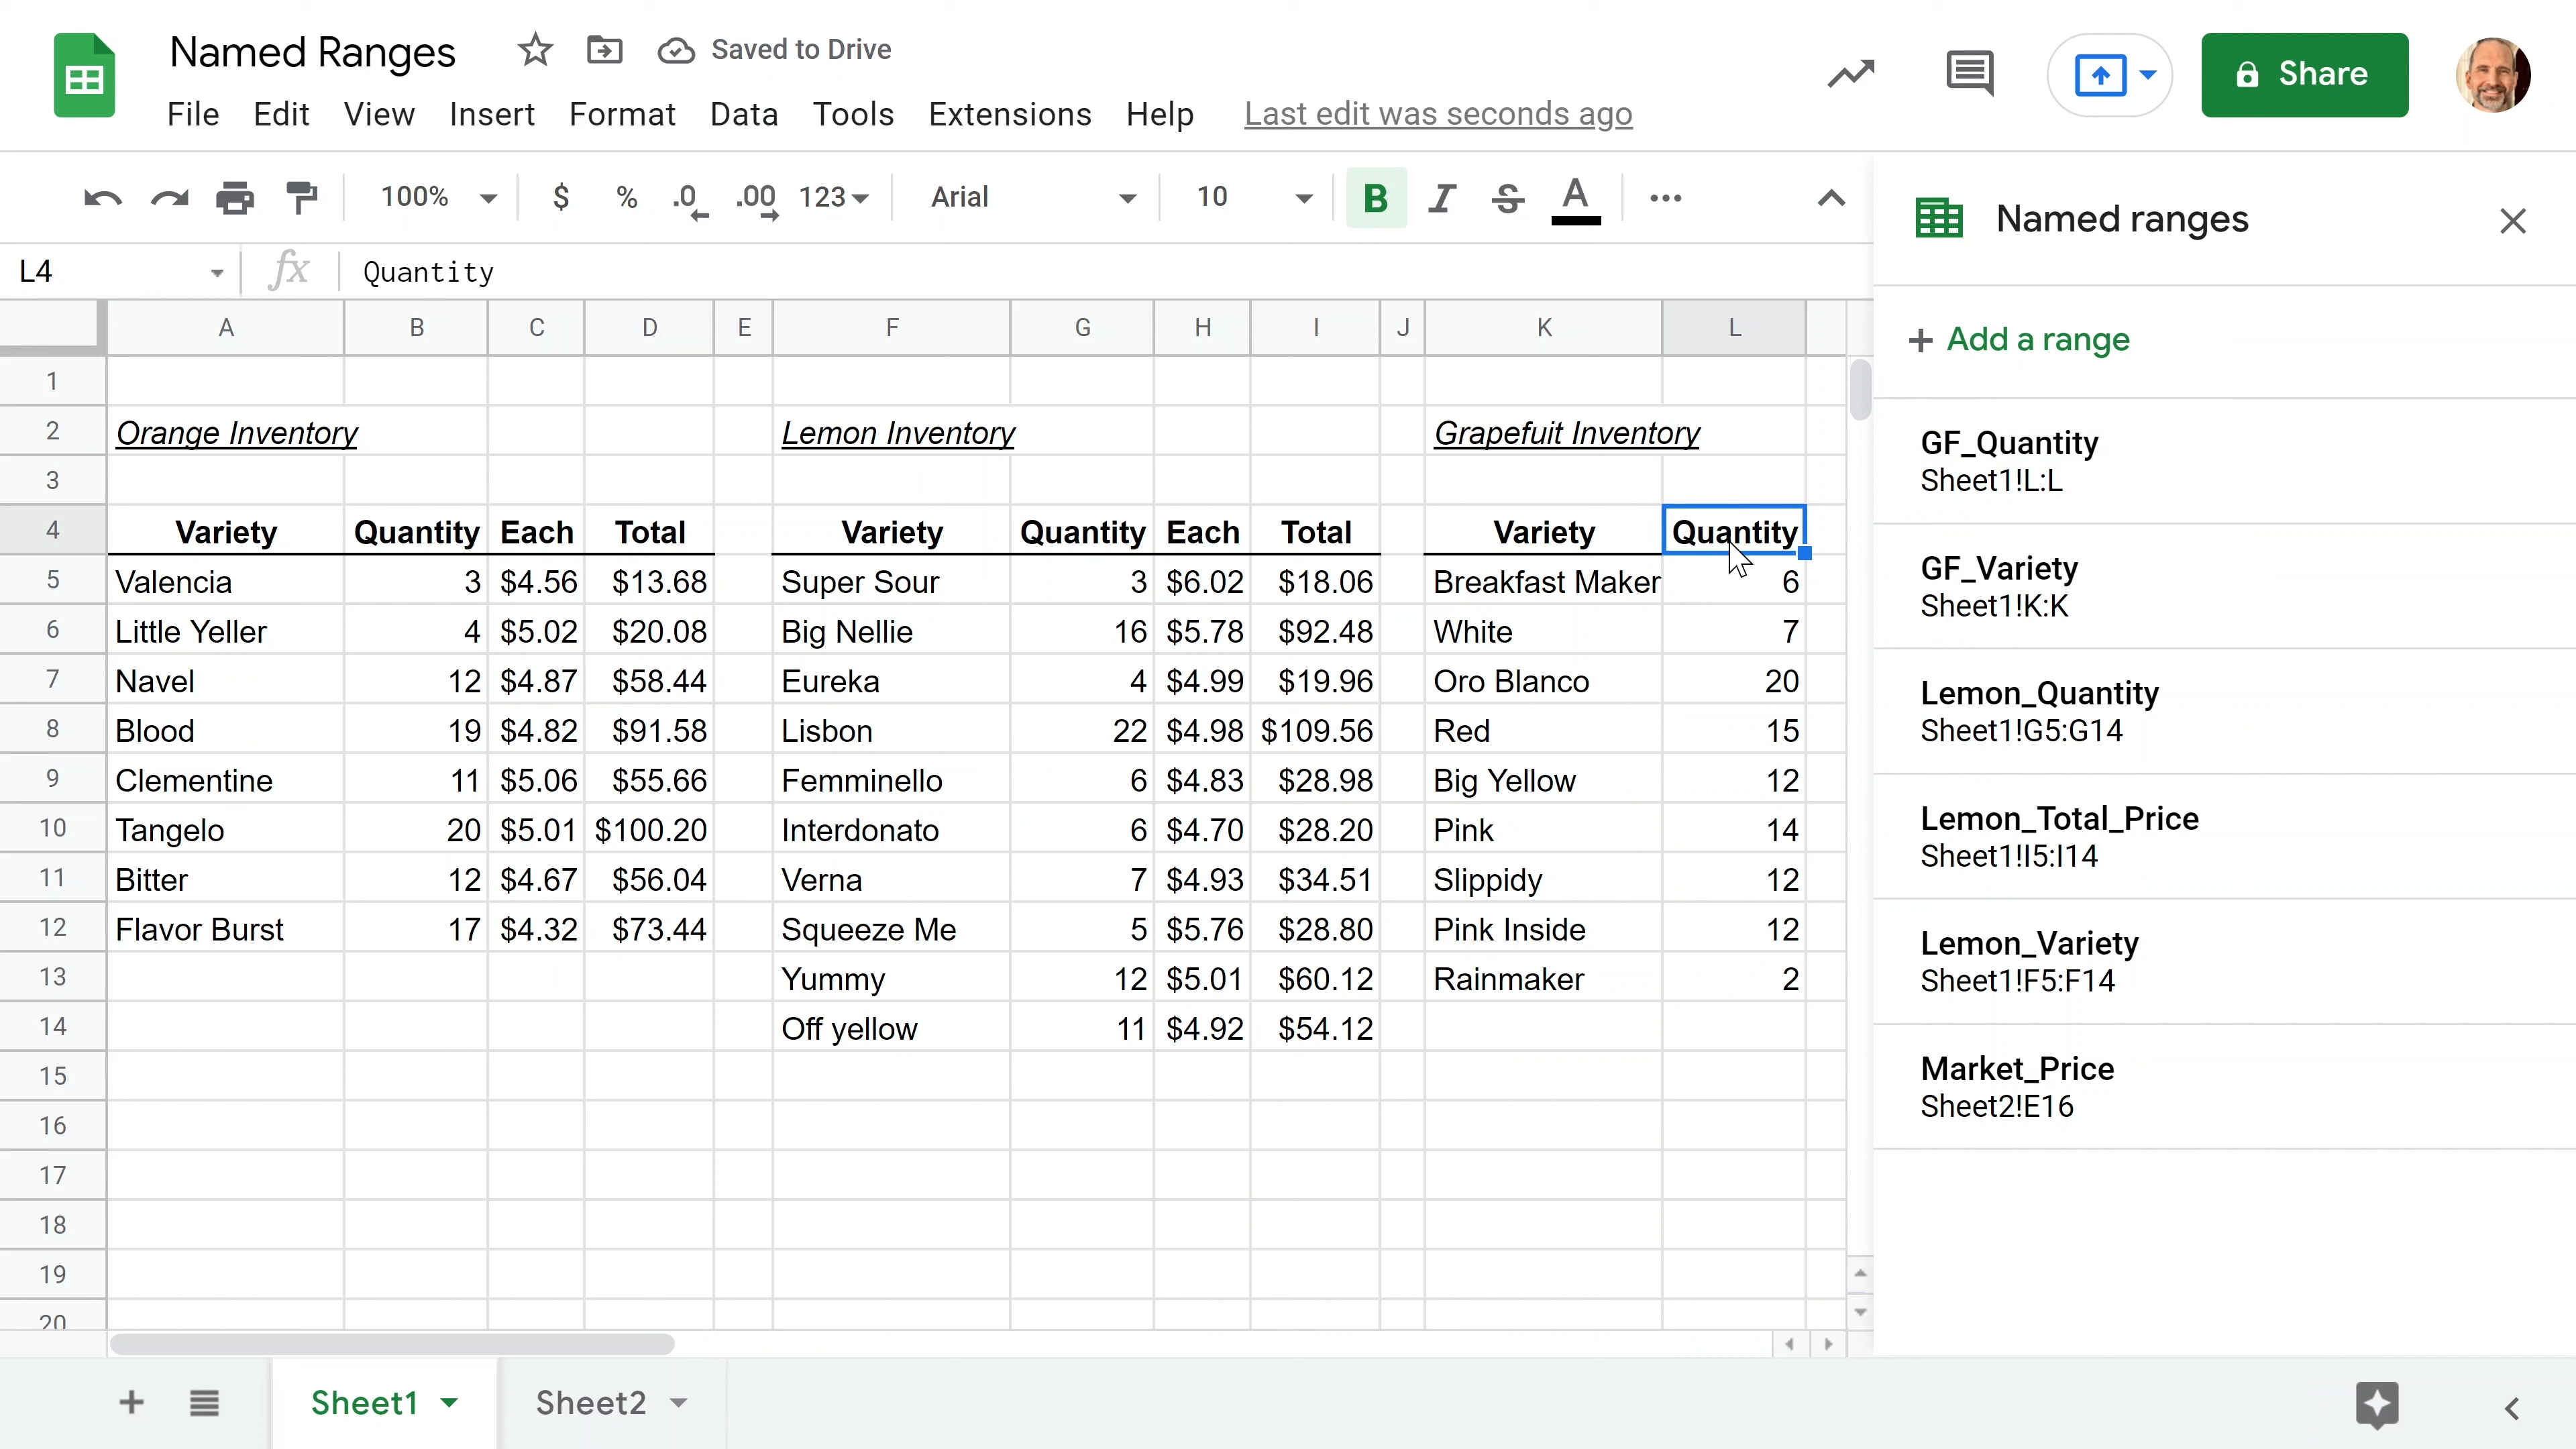 Named Ranges Saved to Drive
File Edit View Insert Format Data Tools Extensions Help Last edit was seconds ago
Share
100% $ % .0 .00 123 Arial 10 B I S A
L4 fx Quantity
A B C D E F G H I J K L
1
2 Orange Inventory Lemon Inventory Grapefuit Inventory
3
4 Variety Quantity Each Total Variety Quantity Each Total Variety Quantity
5 Valencia 3 $4.56 $13.68 Super Sour 3 $6.02 $18.06 Breakfast Maker 6
6 Little Yeller 4 $5.02 $20.08 Big Nellie 16 $5.78 $92.48 White 7
7 Navel 12 $4.87 $58.44 Eureka 4 $4.99 $19.96 Oro Blanco 20
8 Blood 19 $4.82 $91.58 Lisbon 22 $4.98 $109.56 Red 15
9 Clementine 11 $5.06 $55.66 Femminello 6 $4.83 $28.98 Big Yellow 12
10 Tangelo 20 $5.01 $100.20 Interdonato 6 $4.70 $28.20 Pink 14
11 Bitter 12 $4.67 $56.04 Verna 7 $4.93 $34.51 Slippidy 12
12 Flavor Burst 17 $4.32 $73.44 Squeeze Me 5 $5.76 $28.80 Pink Inside 12
13 Yummy 12 $5.01 $60.12 Rainmaker 2
14 Off yellow 11 $4.92 $54.12
15
16
17
18
19
20
Sheet1 Sheet2
Named ranges
+ Add a range
GF_Quantity
Sheet1!L:L
GF_Variety
Sheet1!K:K
Lemon_Quantity
Sheet1!G5:G14
Lemon_Total_Price
Sheet1!I5:I14
Lemon_Variety
Sheet1!F5:F14
Market_Price
Sheet2!E16